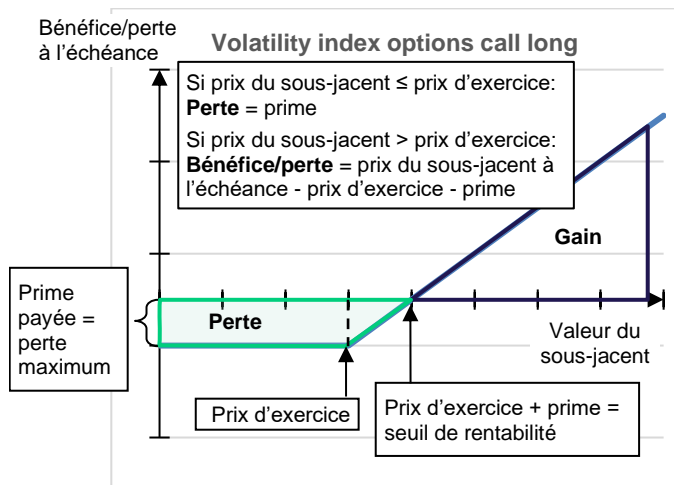 Bénéfice/perte
à l'échéance
Volatility index options call long
Si prix du sous-jacent ≤ prix d'exercice:
Perte = prime
Si prix du sous-jacent > prix d'exercice:
Bénéfice/perte = prix du sous-jacent à
l'échéance - prix d'exercice - prime
Gain
Prime
payée =
perte
maximum
Perte
Valeur du
sous-jacent
Prix d'exercice
Prix d'exercice + prime =
seuil de rentabilité